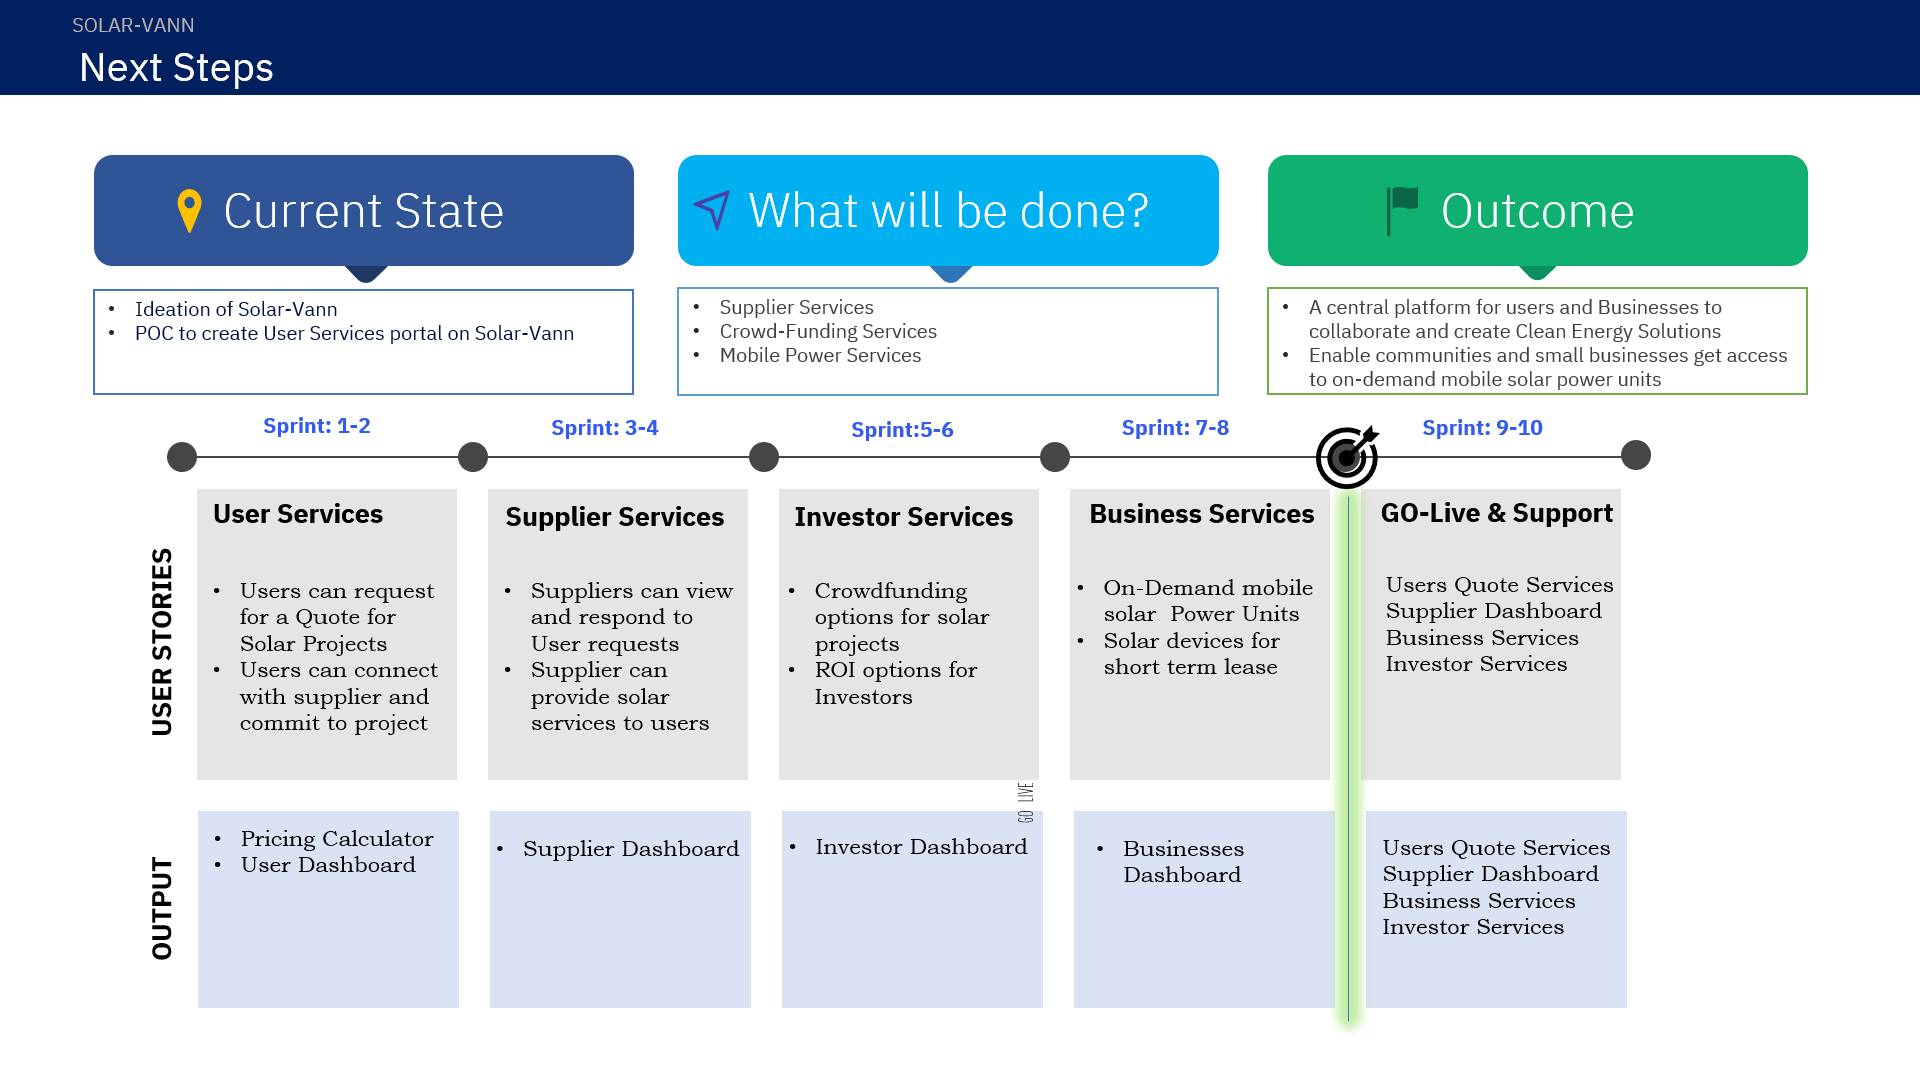 SOLAR-VANN
Next Steps
Current State
• Ideation of Solar-Vann
• POC to create User Services portal on Solar-Vann
What will be done?
• Supplier Services
• Crowd-Funding Services
• Mobile Power Services
Outcome
• A central platform for users and Businesses to
collaborate and create Clean Energy Solutions
• Enable communities and small businesses get access
to on-demand mobile solar power units
Sprint: 1-2
Sprint: 3-4
Sprint:5-6
Sprint: 7-8
Sprint: 9-10
USER STORIES
User Services
• Users can request
for a Quote for
Solar Projects
• Users can connect
with supplier and
commit to project
Supplier Services
• Suppliers can view
and respond to
User requests
• Supplier can
provide solar
services to users
Investor Services
• Crowdfunding
options for solar
projects
• ROI options for
Investors
Business Services
• On-Demand mobile
solar  Power Units
• Solar devices for
short term lease
GO-Live & Support
Users Quote Services
Supplier Dashboard
Business Services
Investor Services
GO LIVE
OUTPUT
• Pricing Calculator
• User Dashboard
• Supplier Dashboard
• Investor Dashboard
• Businesses
Dashboard
Users Quote Services
Supplier Dashboard
Business Services
Investor Services